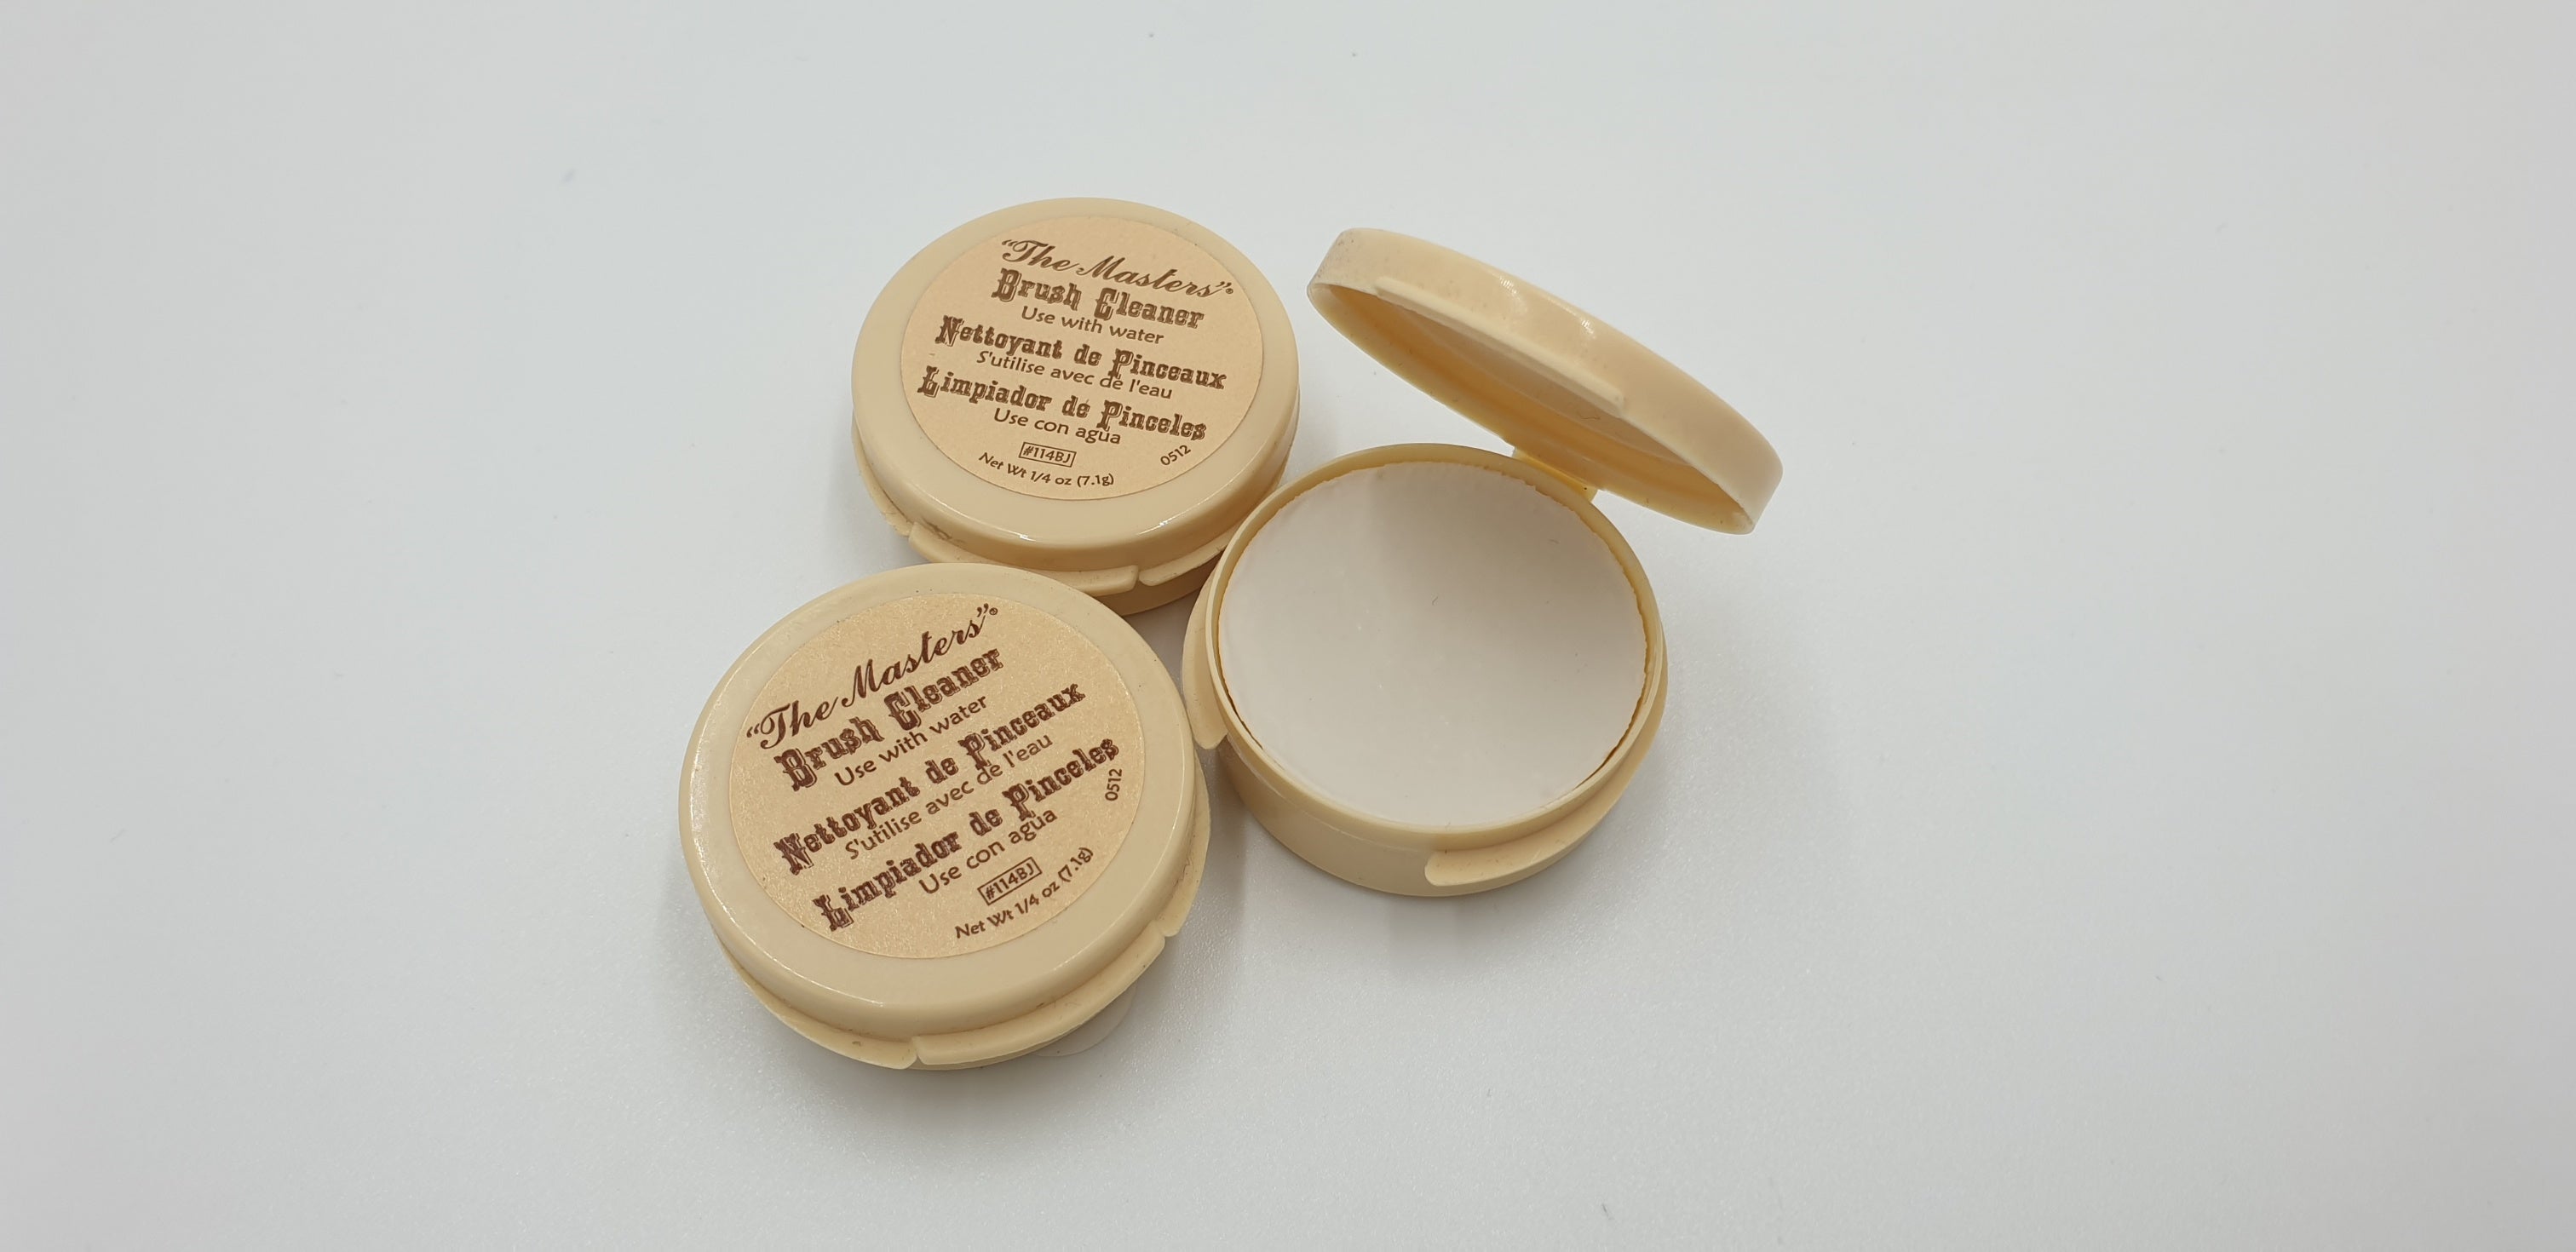 “The Masters”®
Brush Cleaner
Use with water
Nettoyant de Pinceaux
S'utilise avec de l'eau
Limpiador de Pinceles
Use con agua
#114BJ
0512
Net Wt 1/4 oz (7.1g)
“The Masters”®
Brush Cleaner
Use with water
Nettoyant de Pinceaux
S'utilise avec de l'eau
Limpiador de Pinceles
Use con agua
0512
#114BJ
Net Wt 1/4 oz (7.1g)